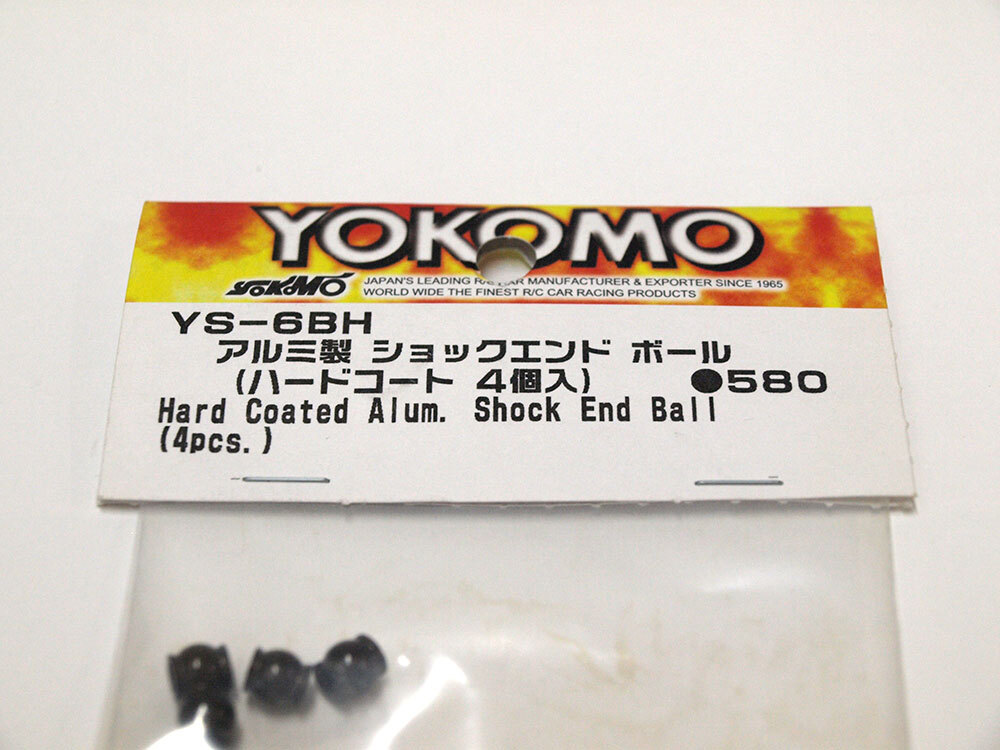 YOKOMO
YOKOMO JAPAN'S LEADING R/C CAR MANUFACTURER & EXPORTER SINCE 1965
WORLD WIDE THE FINEST R/C CAR RACING PRODUCTS
YS-6BH
アルミ製 ショックエンド ボール
(ハードコート 4個入) ●580
Hard Coated Alum. Shock End Ball
(4pcs.)